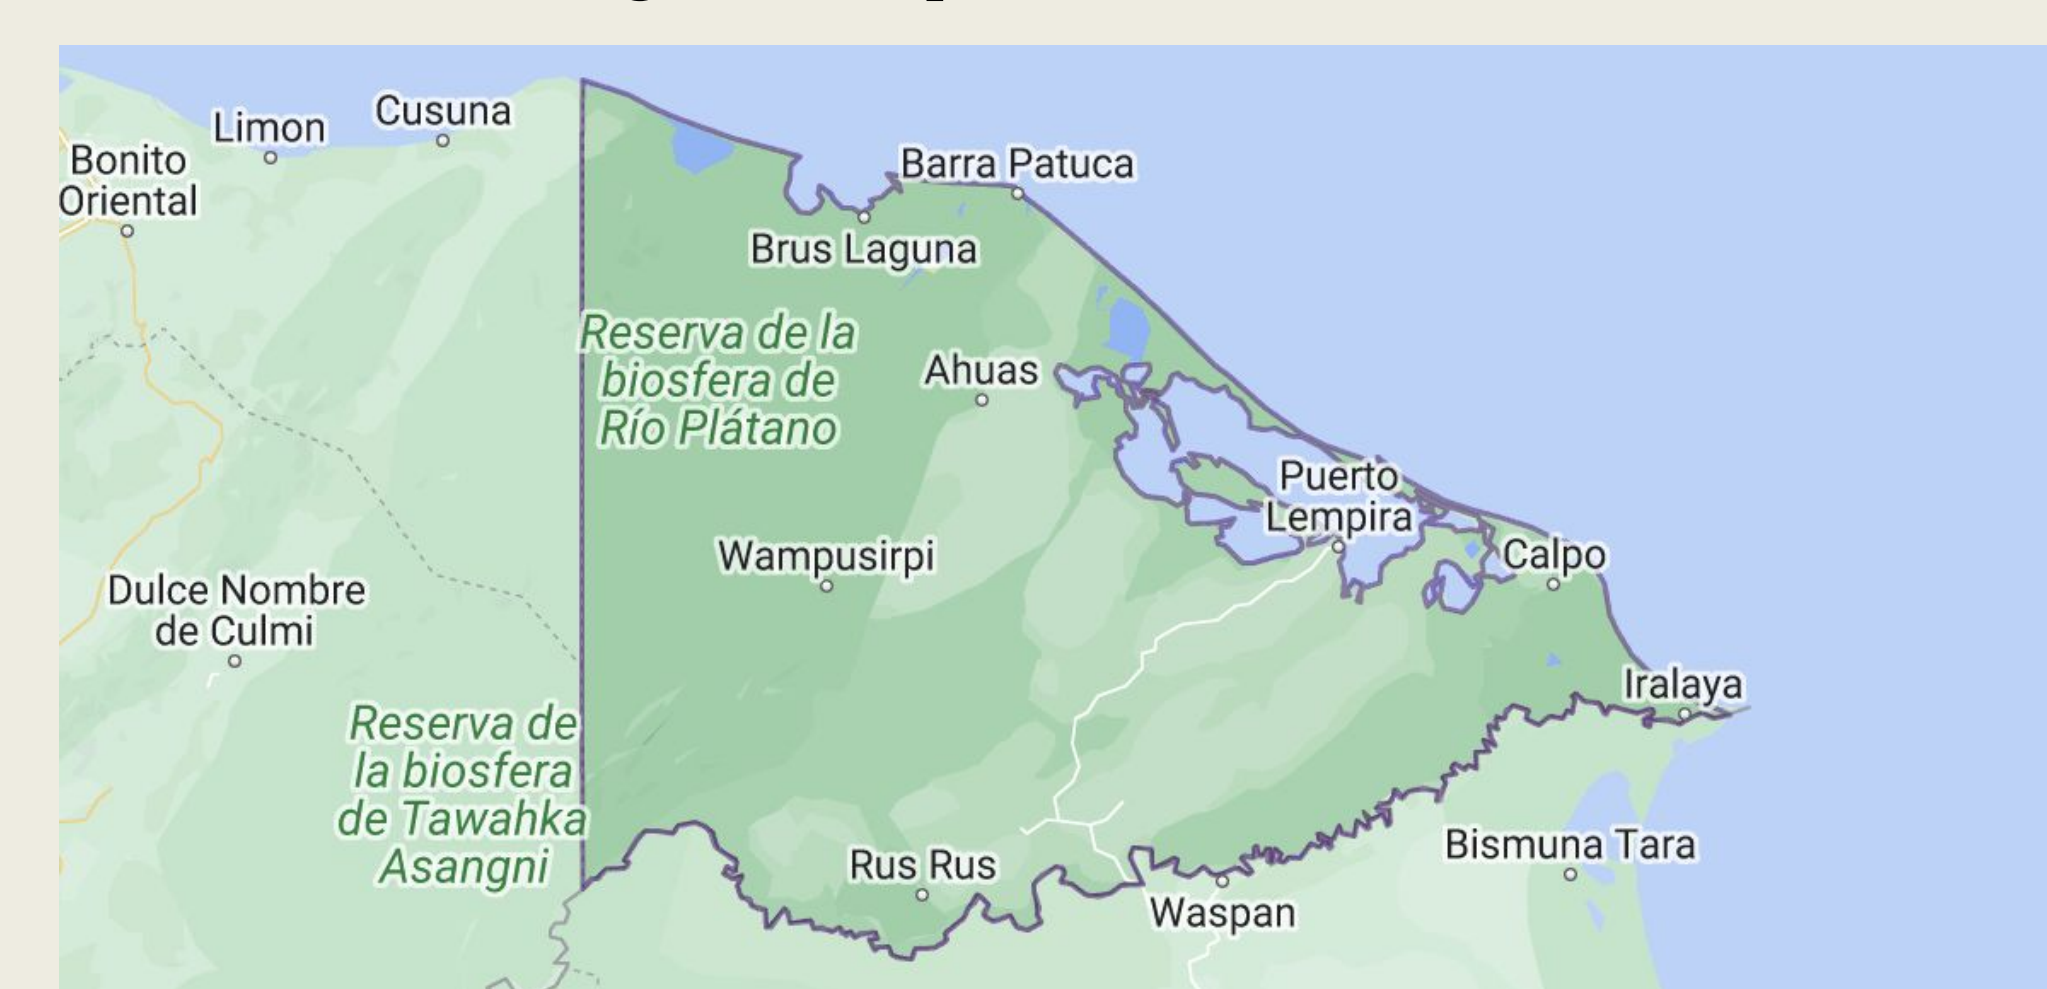 Limon
Cusuna
Bonito
Oriental
Barra Patuca
Brus Laguna
Reserva de la
biosfera de
Río Plátano
Ahuas
Puerto
Lempira
Wampusirpi
Calpo
Dulce Nombre
de Culmi
Iralaya
Reserva de
la biosfera
de Tawahka
Asangni
Rus Rus
Bismuna Tara
Waspan